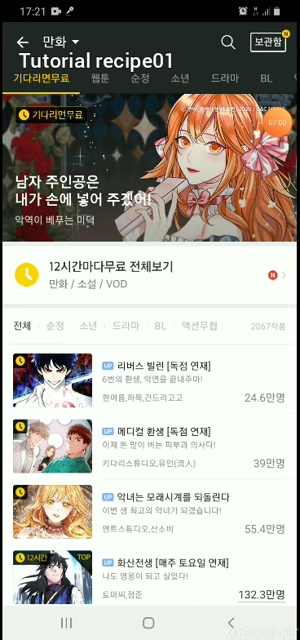 17:21
만화
보관함
N
Tutorial recipe01
기다리면무료 웹툰 순정 소년 드라마 BL
기다리면무료
07:00
남자 주인공은
내가 손에 넣어 주겠어!
악역이 베푸는 미덕
12시간마다무료 전체보기
만화 / 소설 / VOD
N
전체 순정 소년 드라마 BL 액션무협 2067작품
UP 리버스 빌런 [독점 연재]
6번의 환생, 악연을 끝내주마!
한여름,하목,건드리고고 24.6만명
UP 메디컬 환생 [독점 연재]
이제 돈 많이 버는 피부과 의사다!
키다리스튜디오,유인(流人) 39만명
UP 악녀는 모래시계를 되돌린다
이번 생 최고의 악녀가 되겠습니다!
앤트스튜디오,산소비 55.4만명
12시간 TOP
UP 화산전생 [매주 토요일 연재]
나도 영웅이 되고 싶었다!
토마씨,정준 132.3만명